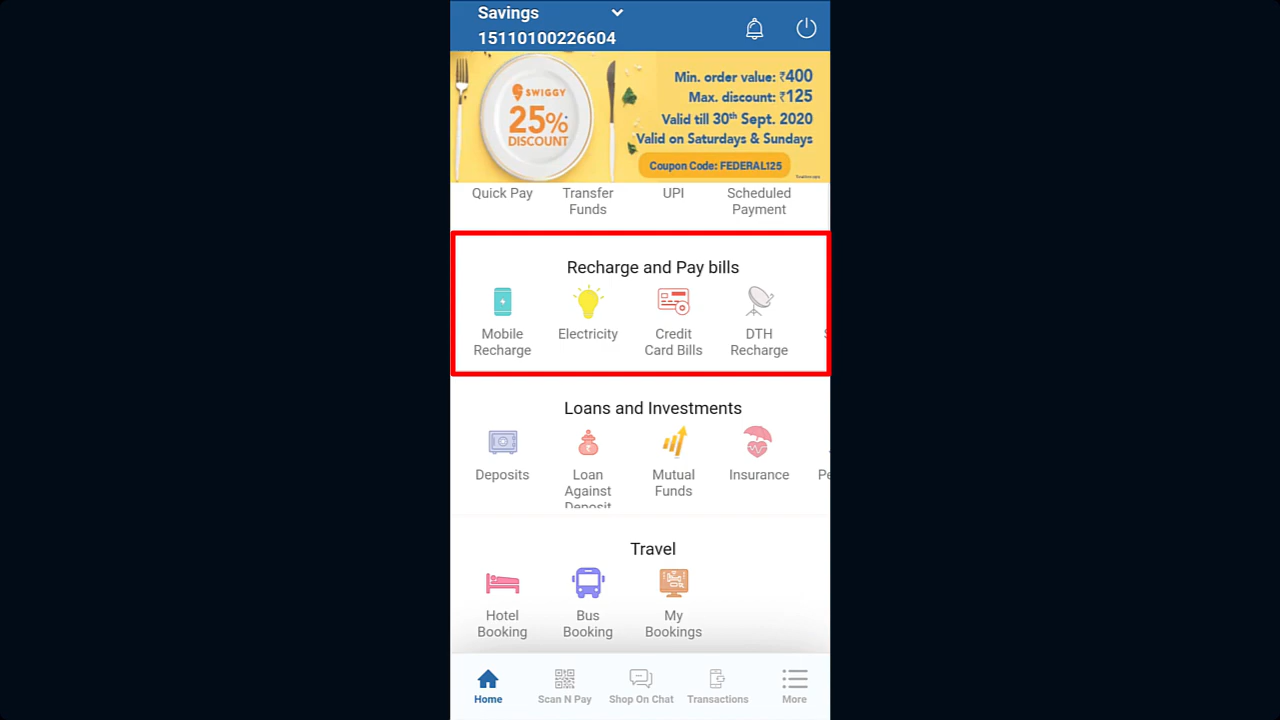 Savings
15110100226604
SWIGGY
25%
DISCOUNT
Min. order value: ₹400
Max. discount: ₹125
Valid till 30th Sept. 2020
Valid on Saturdays & Sundays
Coupon Code: FEDERAL125
Quick Pay
Transfer
Funds
UPI
Scheduled
Payment
Recharge and Pay bills
Mobile
Recharge
Electricity
Credit
Card Bills
DTH
Recharge
Loans and Investments
Deposits
Loan
Against
Deposit
Mutual
Funds
Insurance
Pe
Travel
Hotel
Booking
Bus
Booking
My
Bookings
Home
Scan N Pay
Shop On Chat
Transactions
More